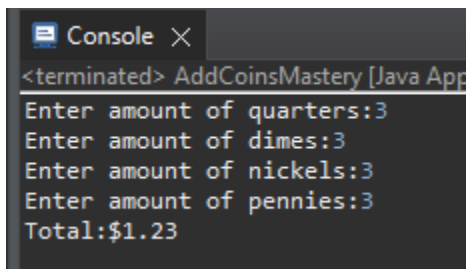 Console
<terminated> AddCoinsMastery [Java App
Enter amount of quarters:3
Enter amount of dimes:3
Enter amount of nickels:3
Enter amount of pennies:3
Total:$1.23